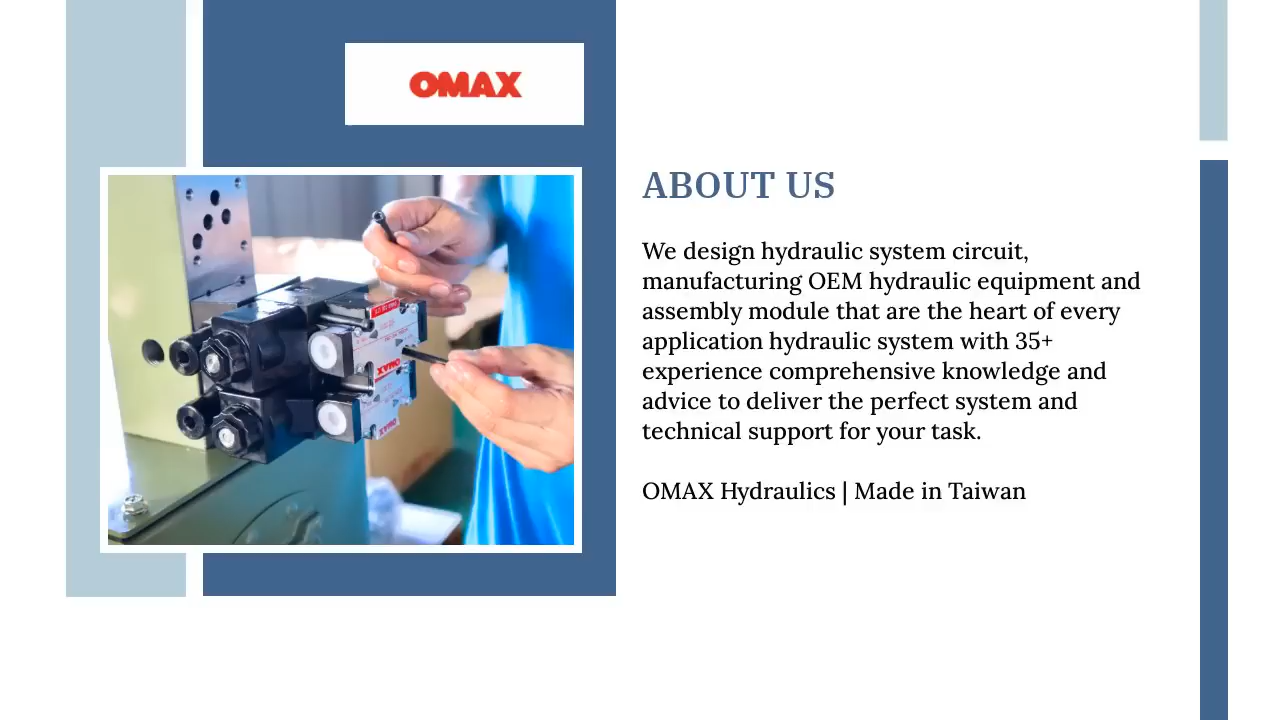 OMAX
ABOUT US
We design hydraulic system circuit,
manufacturing OEM hydraulic equipment and
assembly module that are the heart of every
application hydraulic system with 35+
experience comprehensive knowledge and
advice to deliver the perfect system and
technical support for your task.
OMAX Hydraulics | Made in Taiwan
OMAX
OMAX